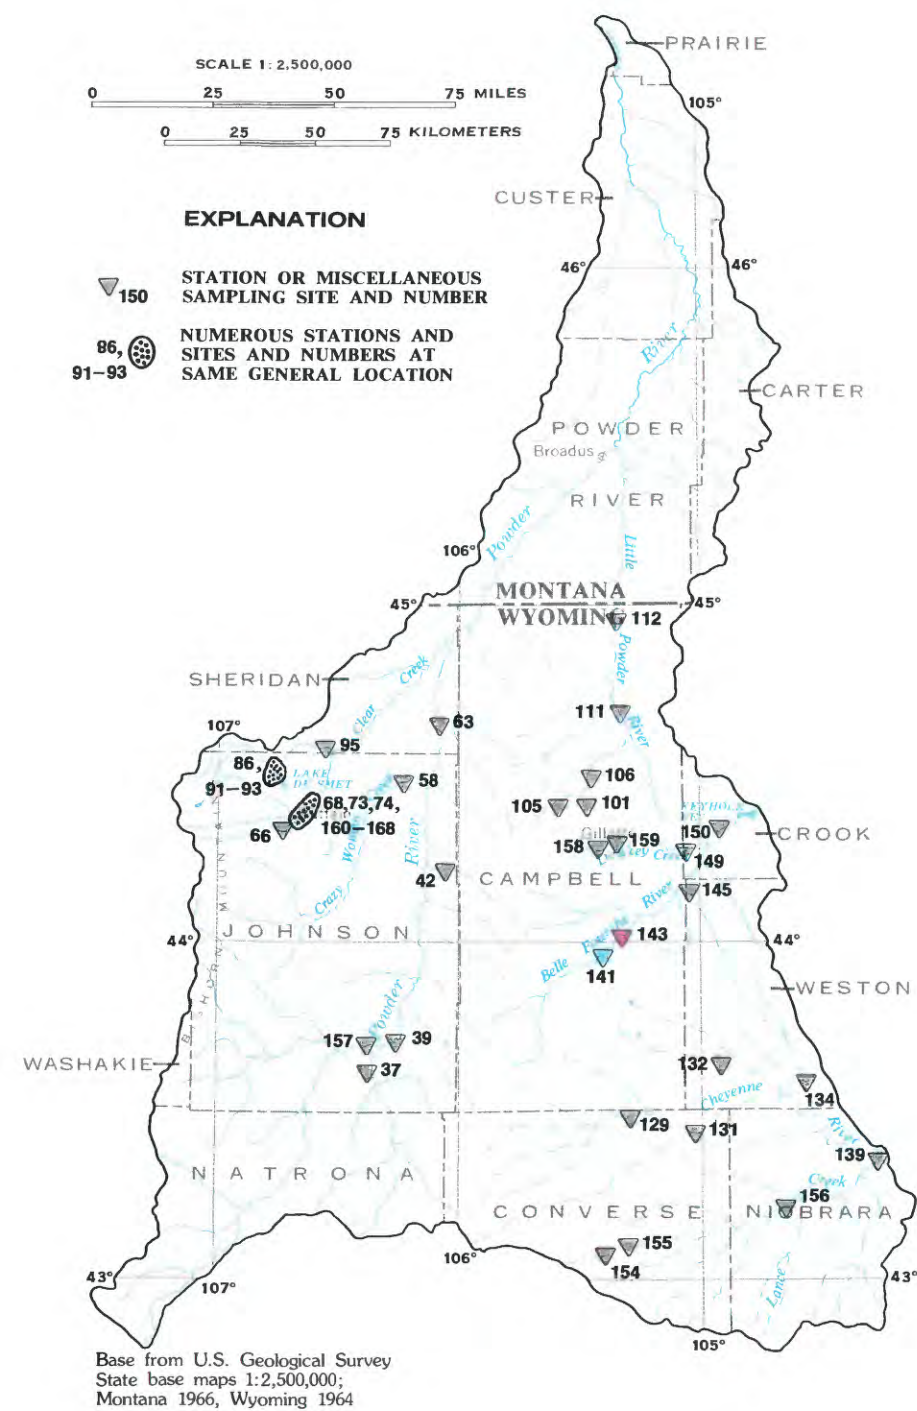 PRAIRIE
SCALE 1:2,500,000
0 25 50 75 MILES
0 25 50 75 KILOMETERS
105°
CUSTER
EXPLANATION
150
STATION OR MISCELLANEOUS
SAMPLING SITE AND NUMBER
86,
91–93
NUMEROUS STATIONS AND
SITES AND NUMBERS AT
SAME GENERAL LOCATION
46°
46°
River
CARTER
POWDER
Broadus
RIVER
Powder
Little
106°
MONTANA
45°
45°
WYOMING
112
Powder
Creek
SHERIDAN
Clear
63
111
River
107°
95
86,
91–93
LAKE
DE SMET
58
106
68,73,74,
160–168
105
101
66
Gillette
159
158
150
CROOK
149
Creek
River
42
CAMPBELL
145
River
Crazy
Woman
JOHNSON
143
44°
44°
Belle
141
WESTON
Powder
157
39
37
WASHAKIE
132
134
Cheyenne
129
131
River
139
NATRONA
Creek
156
CONVERSE
NIOBRARA
155
154
106°
43°
43°
107°
Lance
105°
Base from U.S. Geological Survey
State base maps 1:2,500,000;
Montana 1966, Wyoming 1964